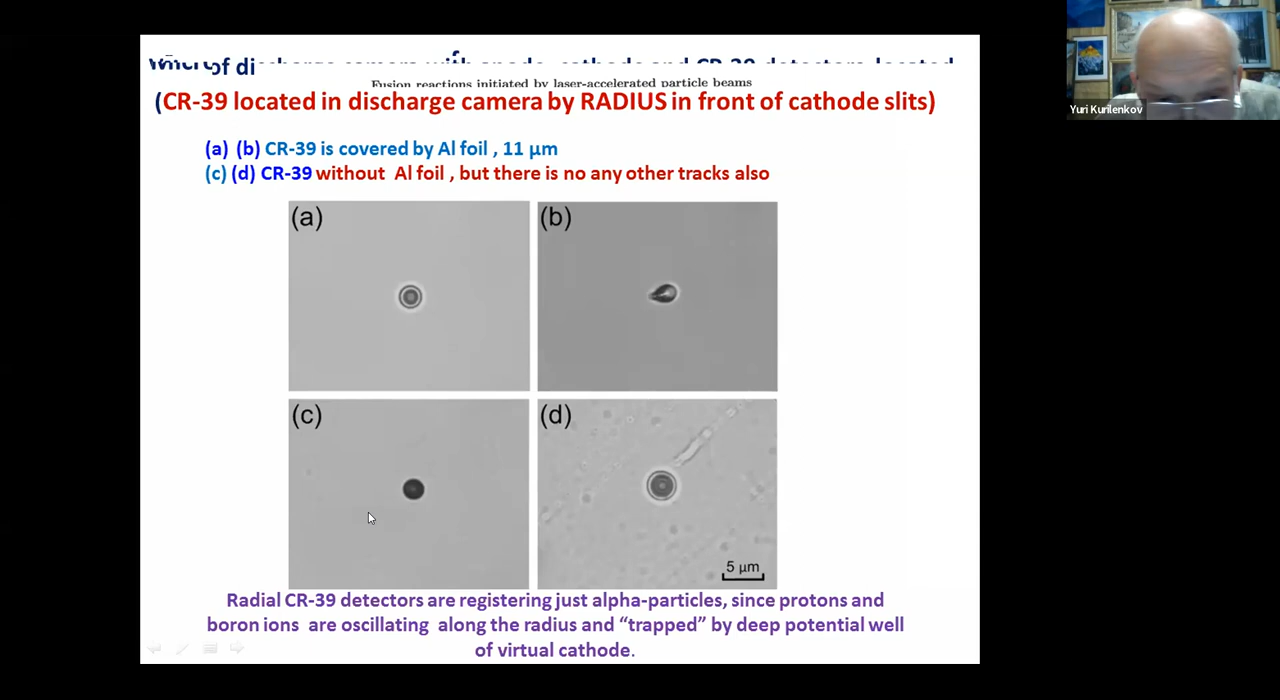 of di
Fusion reactions initiated by laser-accelerated particle beams
(CR-39 located in discharge camera by RADIUS in front of cathode slits)
(a) (b) CR-39 is covered by Al foil , 11 μm
(c) (d) CR-39 without Al foil , but there is no any other tracks also
(a)
(b)
(c)
(d)
5 μm
Radial CR-39 detectors are registering just alpha-particles, since protons and
boron ions are oscillating along the radius and “trapped” by deep potential well
of virtual cathode.
Yuri Kurilenkov